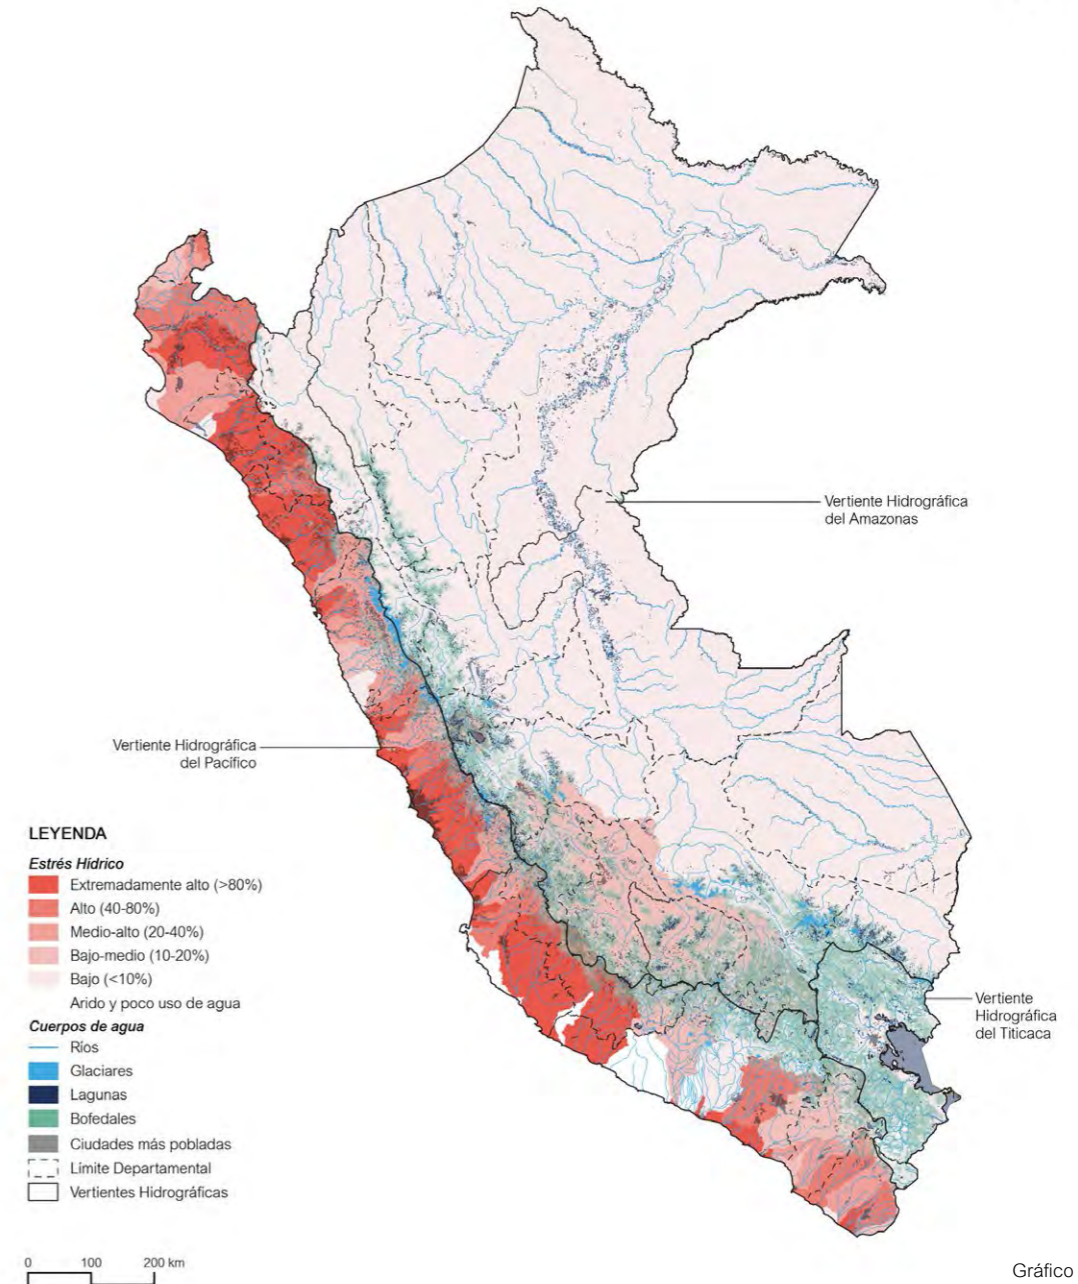 Vertiente Hidrográfica
del Amazonas
Vertiente Hidrográfica
del Pacífico
LEYENDA
Estrés Hídrico
Extremadamente alto (>80%)
Alto (40-80%)
Medio-alto (20-40%)
Bajo-medio (10-20%)
Bajo (<10%)
Arido y poco uso de agua
Cuerpos de agua
Ríos
Glaciares
Lagunas
Bofedales
Ciudades más pobladas
Límite Departamental
Vertientes Hidrográficas
Vertiente
Hidrográfica
del Titicaca
0 100 200 km
Gráfico